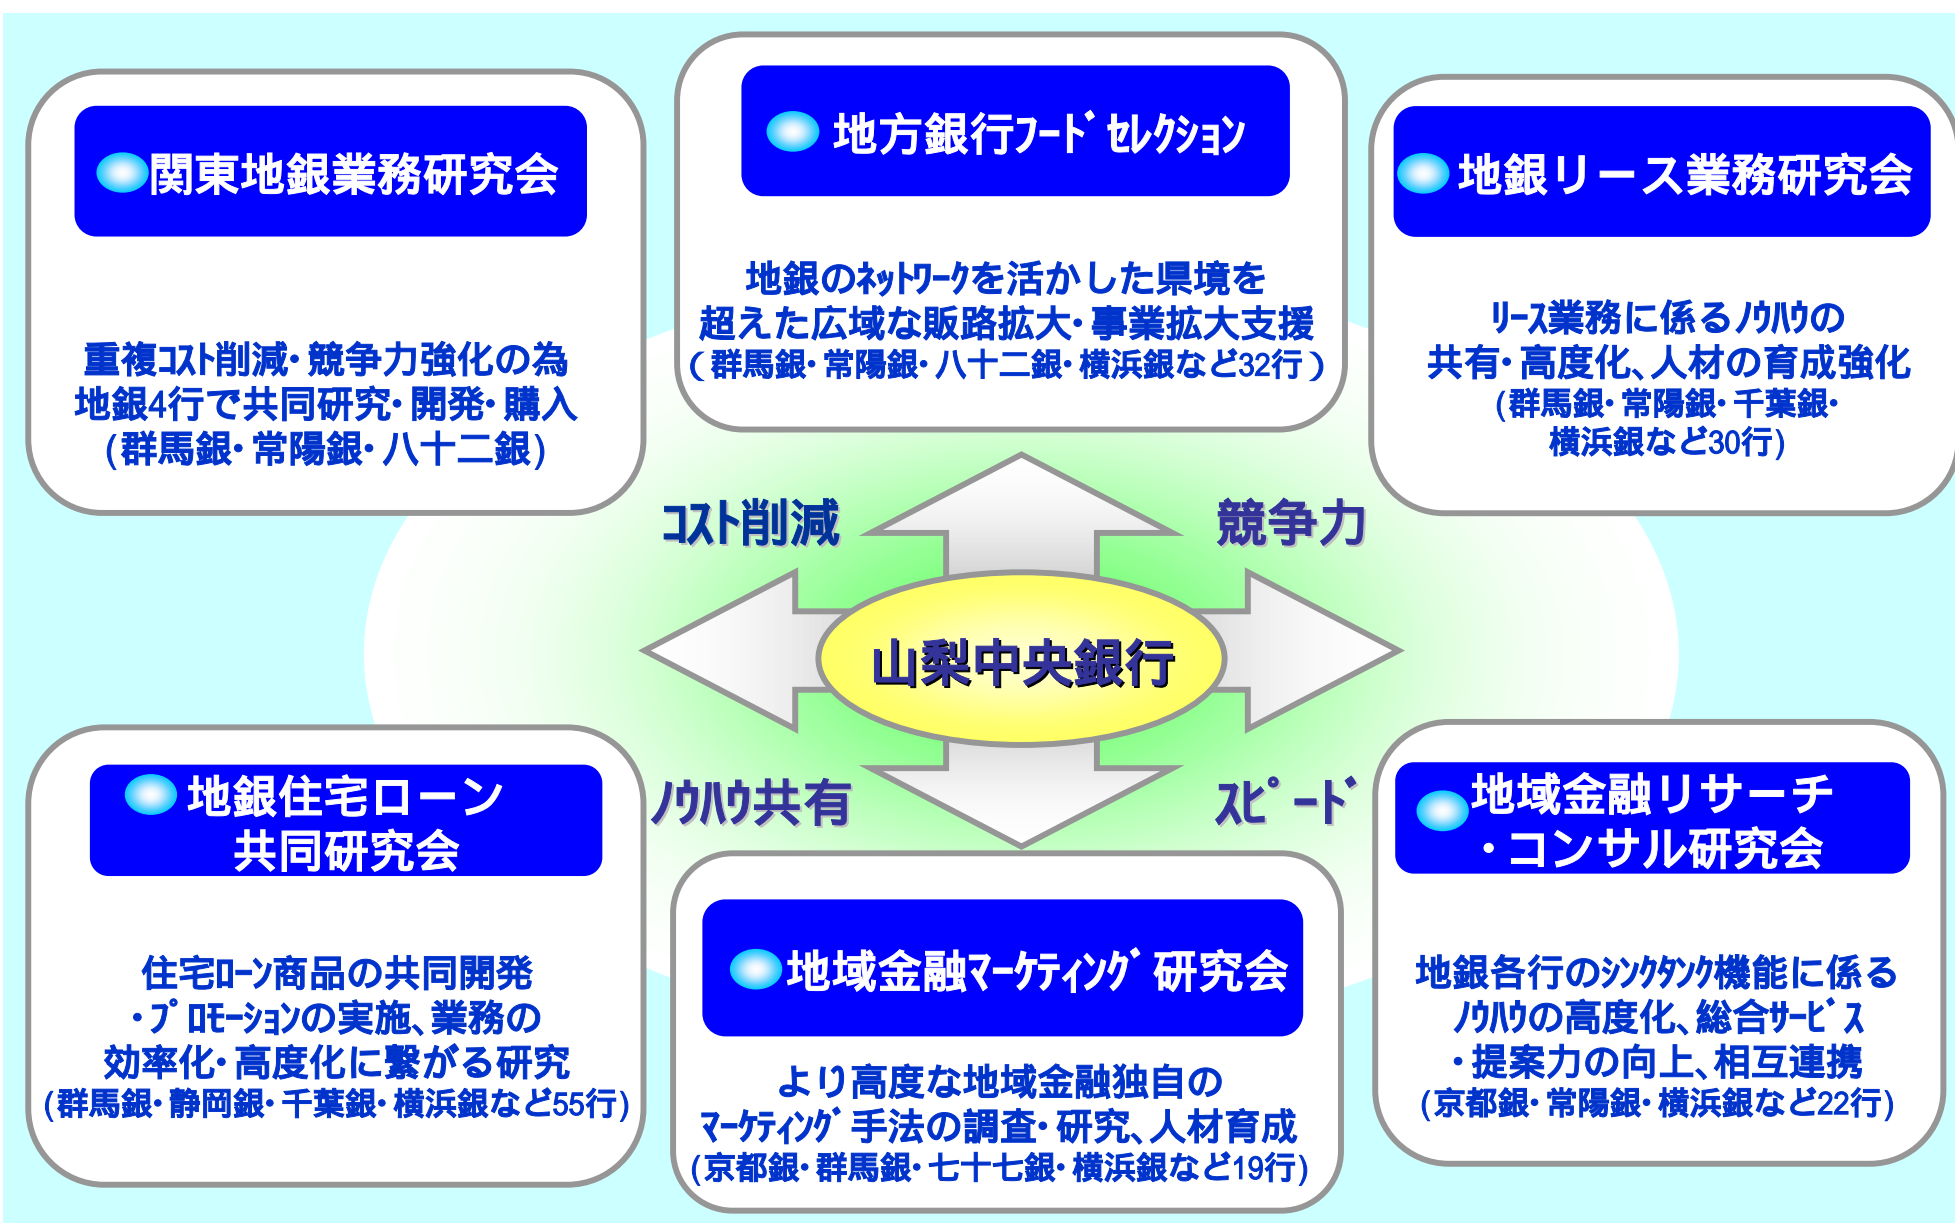 関東地銀業務研究会
重複ｺｽﾄ削減・競争力強化の為
地銀4行で共同研究・開発・購入
(群馬銀・常陽銀・八十二銀)
地方銀行ﾌｰﾄﾞｾﾚｸｼｮﾝ
地銀のﾈｯﾄﾜｰｸを活かした県境を
超えた広域な販路拡大・事業拡大支援
(群馬銀・常陽銀・八十二銀・横浜銀など32行)
地銀リース業務研究会
ﾘｰｽ業務に係るﾉｳﾊｳの
共有・高度化、人材の育成強化
(群馬銀・常陽銀・千葉銀・
横浜銀など30行)
ｺｽﾄ削減
競争力
山梨中央銀行
ﾉｳﾊｳ共有
ｽﾋﾟｰﾄﾞ
地銀住宅ローン
共同研究会
住宅ﾛｰﾝ商品の共同開発
・ﾌﾟﾛﾓｰｼｮﾝの実施、業務の
効率化・高度化に繋がる研究
(群馬銀・静岡銀・千葉銀・横浜銀など55行)
地域金融ﾏｰｹﾃｨﾝｸﾞ研究会
より高度な地域金融独自の
ﾏｰｹﾃｨﾝｸﾞ手法の調査・研究、人材育成
(京都銀・群馬銀・七十七銀・横浜銀など19行)
地域金融リサーチ
・コンサル研究会
地銀各行のｼﾝｸﾀﾝｸ機能に係る
ﾉｳﾊｳの高度化、総合ｻｰﾋﾞｽ
・提案力の向上、相互連携
(京都銀・常陽銀・横浜銀など22行)